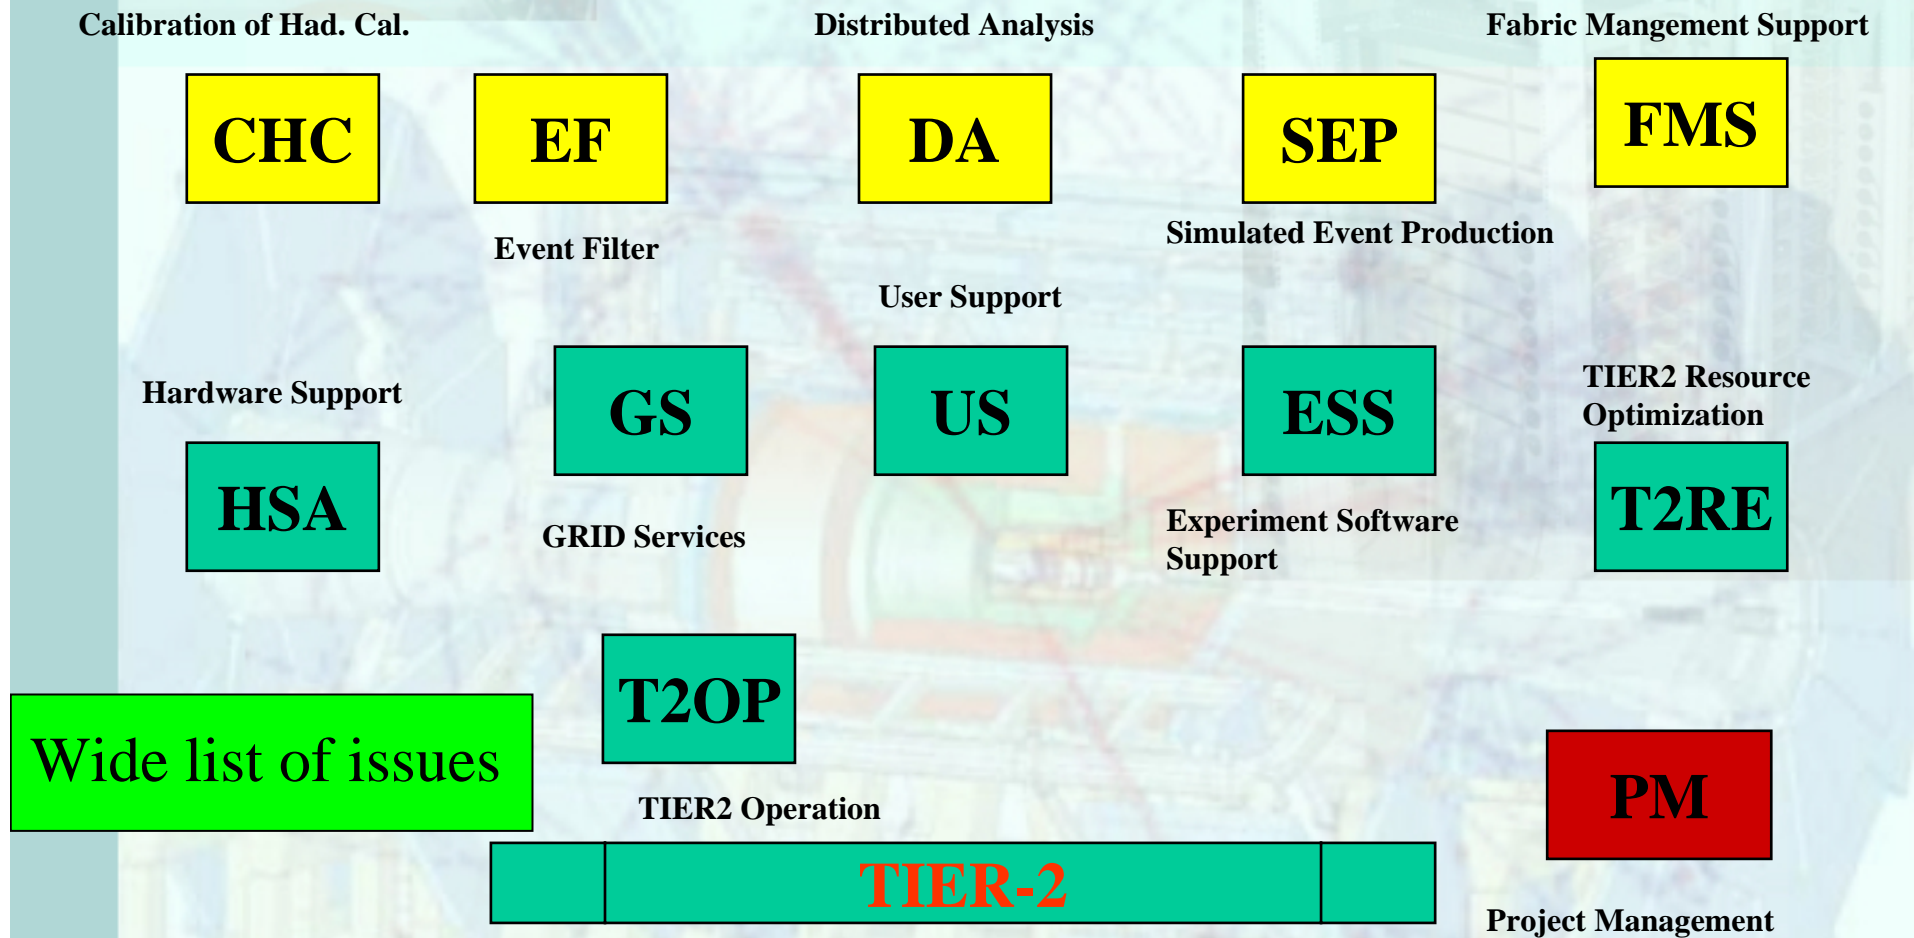 Calibration of Had. Cal.
Distributed Analysis
Fabric Mangement Support
CHC
EF
DA
SEP
FMS
Event Filter
Simulated Event Production
User Support
Hardware Support
GS
US
ESS
TIER2 Resource
Optimization
HSA
GRID Services
Experiment Software
Support
T2RE
T2OP
Wide list of issues
PM
TIER2 Operation
TIER-2
Project Management